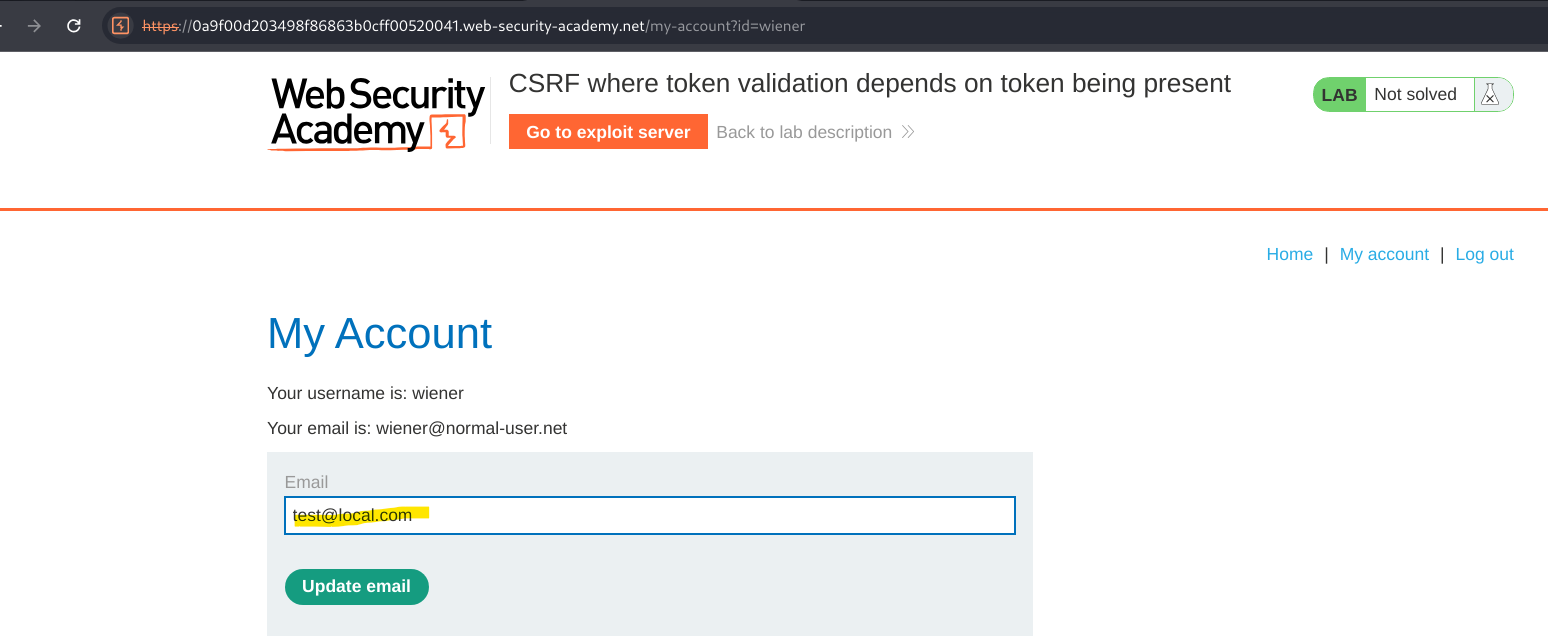 https://0a9f00d203498f86863b0cff00520041.web-security-academy.net/my-account?id=wiener
Web Security
Academy
CSRF where token validation depends on token being present
Go to exploit server
Back to lab description
LAB
Not solved
Home | My account | Log out
My Account
Your username is: wiener
Your email is: wiener@normal-user.net
Email
test@local.com
Update email